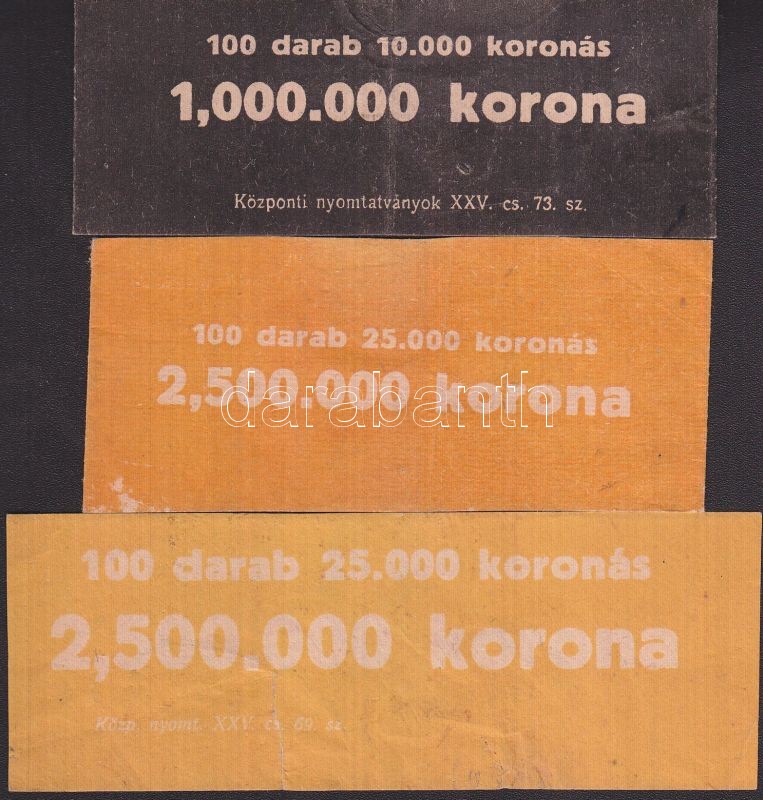 100 darab 10.000 koronás
1,000.000 korona
Központi nyomtatványok XXV. cs. 73. sz.
100 darab 25.000 koronás
2,500.000 korona
darabanth
100 darab 25.000 koronás
2,500.000 korona
Közp. nyomt. XXV. cs. 69. sz.